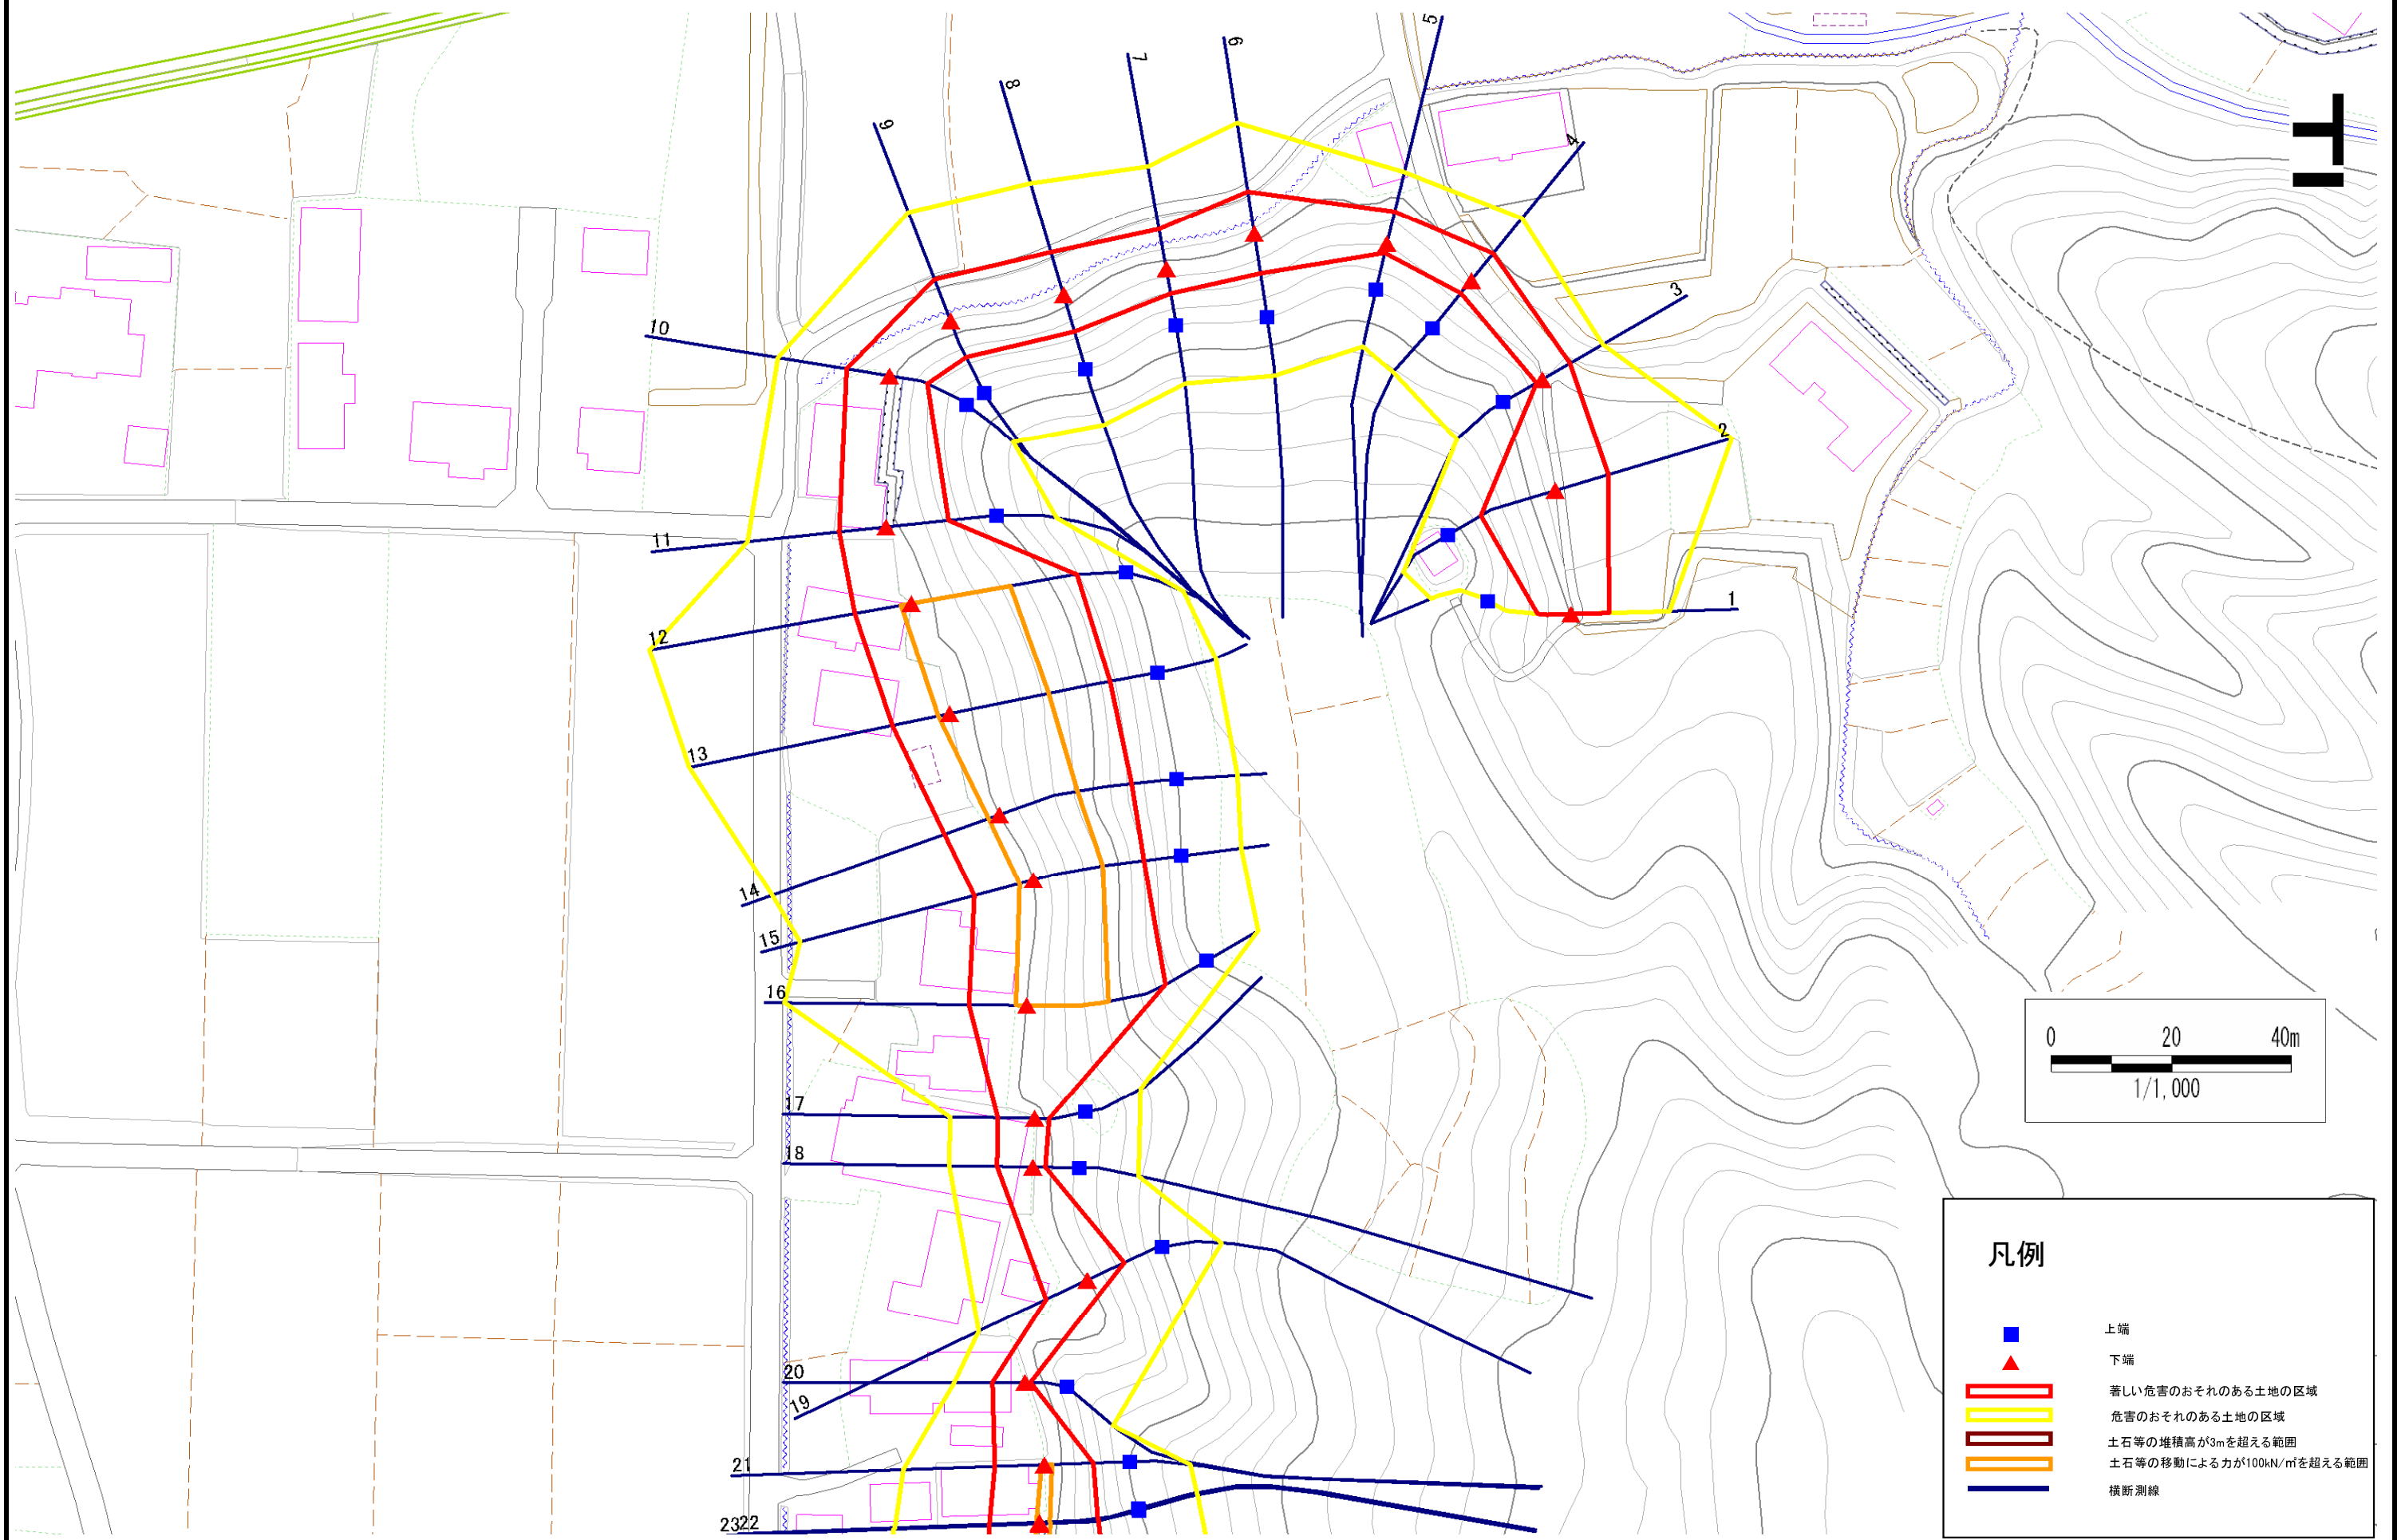 5
6
7
8
9
4
3
10
2
11
1
12
13
14
15
16
17
18
20
19
21
2322
0 20 40m
1/1,000
凡例
上端
下端
著しい危害のおそれのある土地の区域
危害のおそれのある土地の区域
土石等の堆積高が3mを超える範囲
土石等の移動による力が100kN/㎡を超える範囲
横断測線